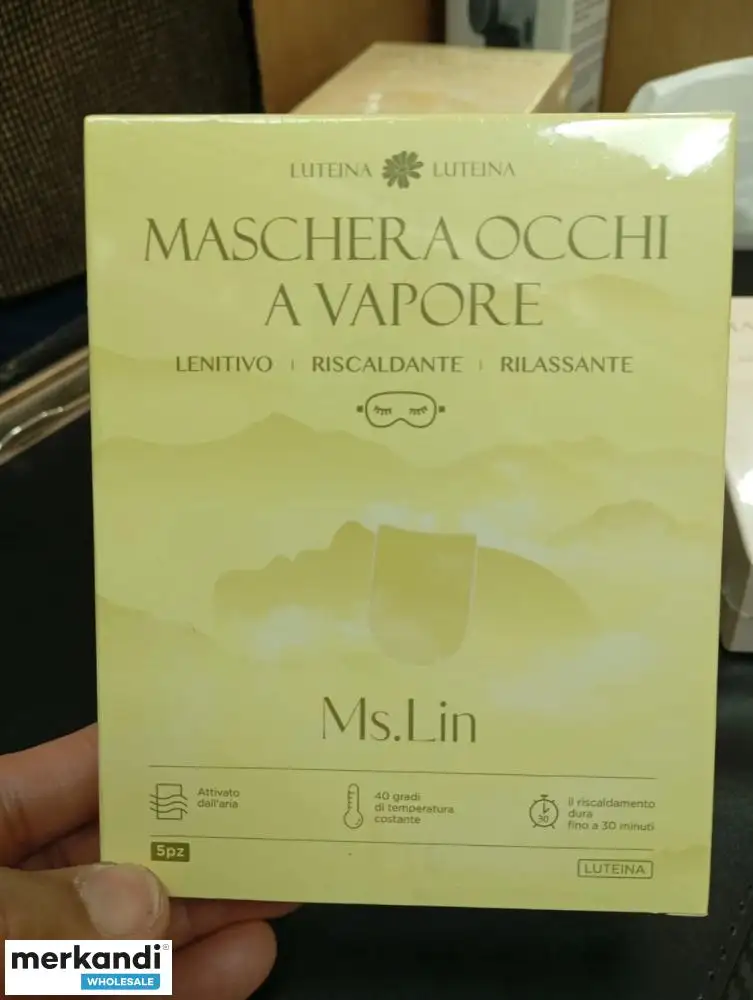 LUTEINA LUTEINA
MASCHERA OCCHI
A VAPORE
LENITIVO | RISCALDANTE | RILASSANTE
Ms.Lin
Attivato
dall'aria
40 gradi
di temperatura
costante
30
Il riscaldamento
dura
fino a 30 minuti
5pz
LUTEINA
merkandi®
WHOLESALE